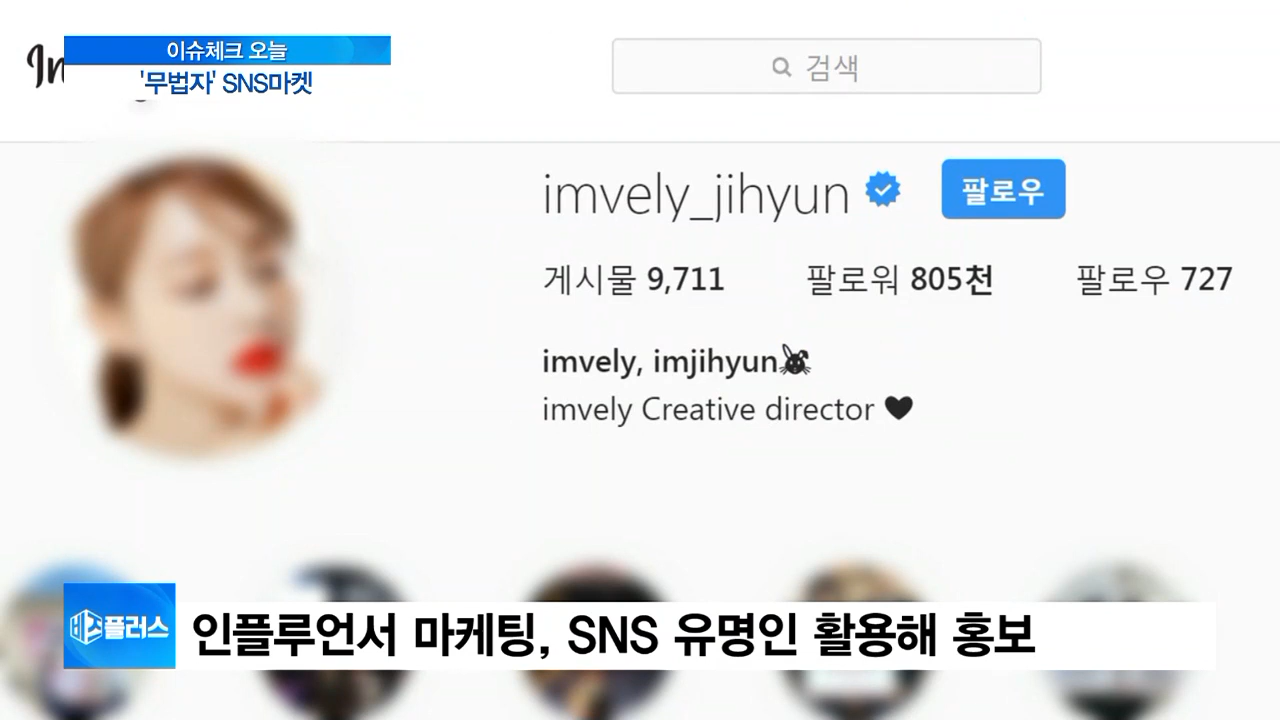 이슈체크 오늘
'무법자' SNS마켓
검색
imvely_jihyun
팔로우
게시물 9,711 팔로워 805천 팔로우 727
imvely, imjihyun
imvely Creative director ♥
비즈플러스
인플루언서 마케팅, SNS 유명인 활용해 홍보